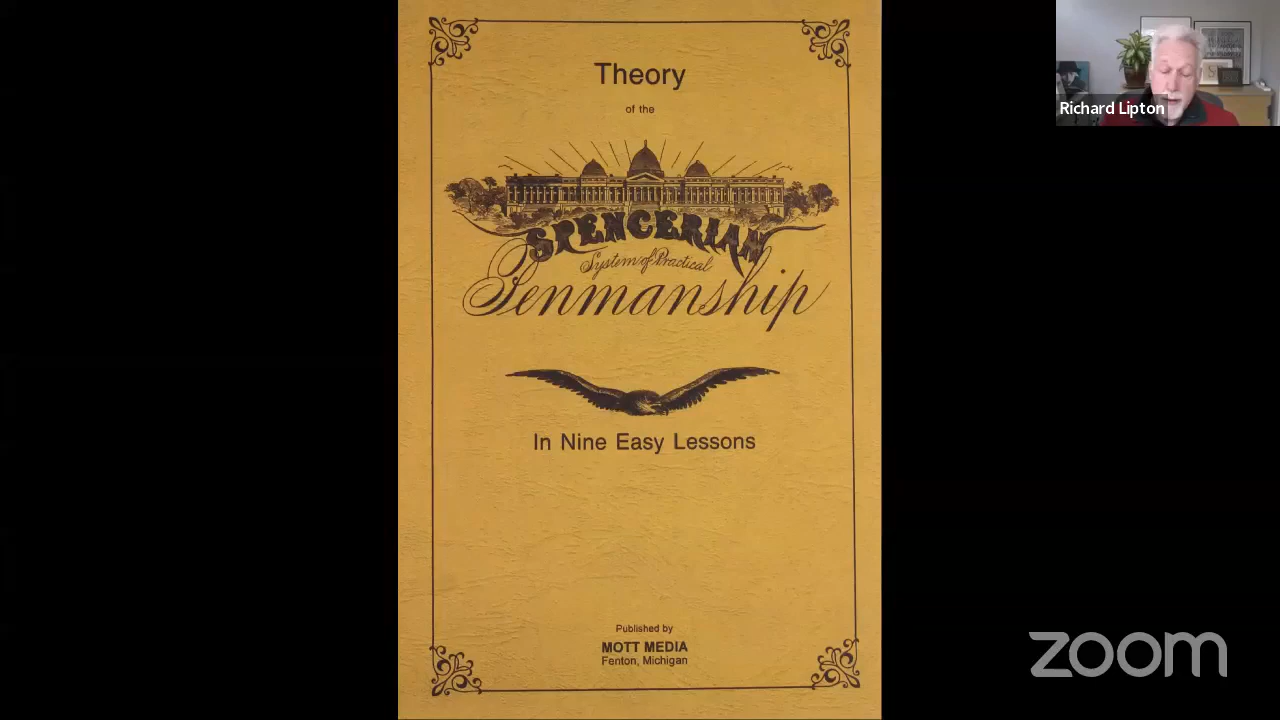 Theory
of the
SPENCERIAN
System of Practical
Penmanship
In Nine Easy Lessons
Published by
MOTT MEDIA
Fenton, Michigan
Richard Lipton
zoom